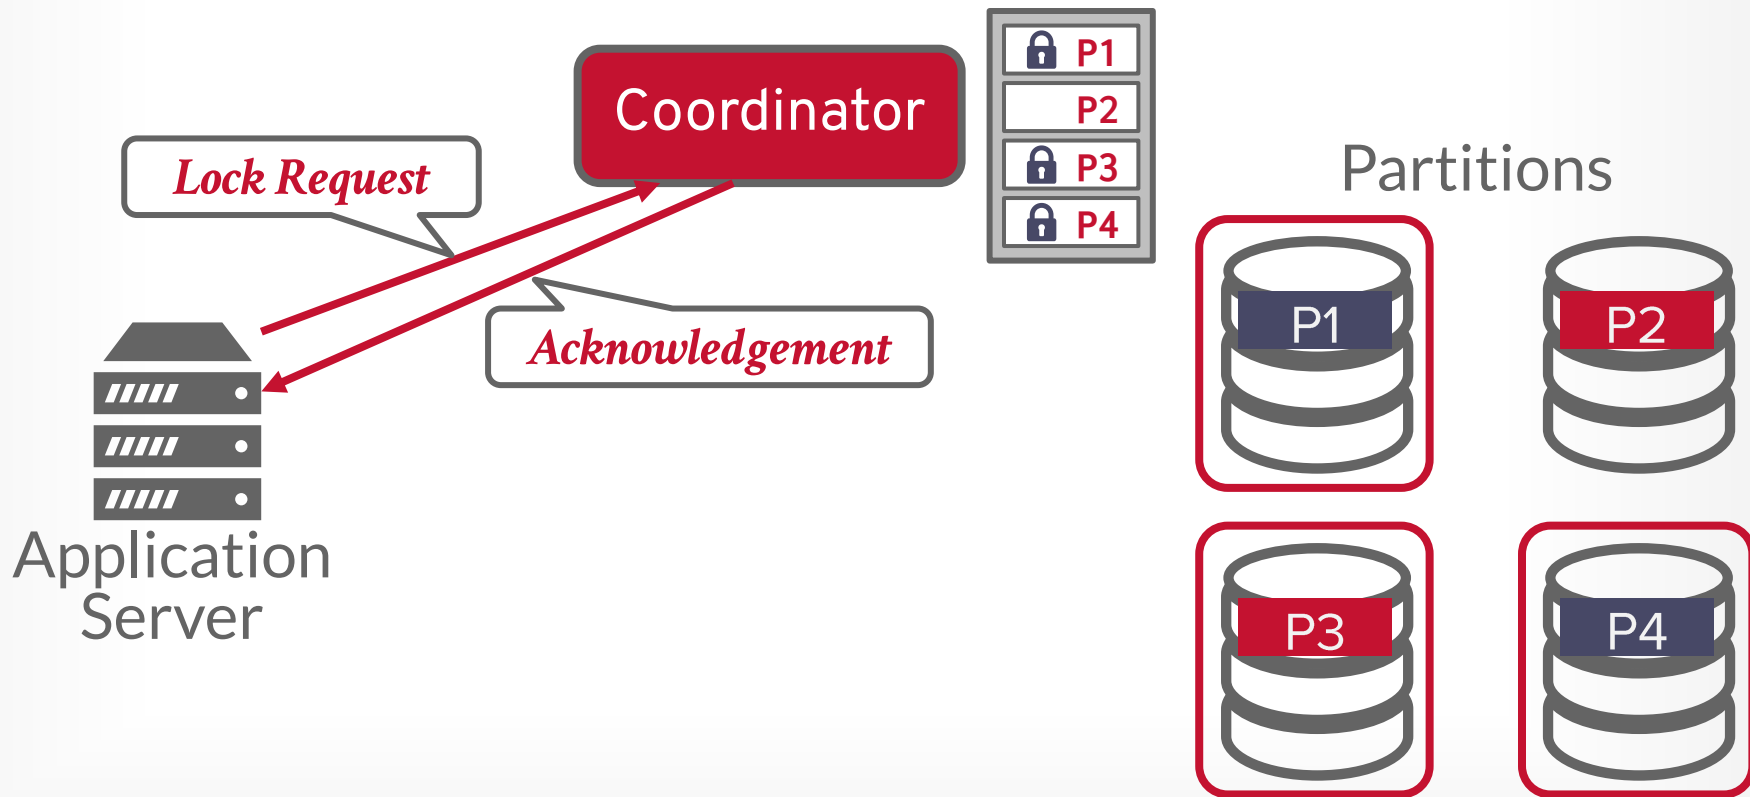 Coordinator
P1
P2
P3
P4
Lock Request
Acknowledgement
Application
Server
Partitions
P1
P2
P3
P4